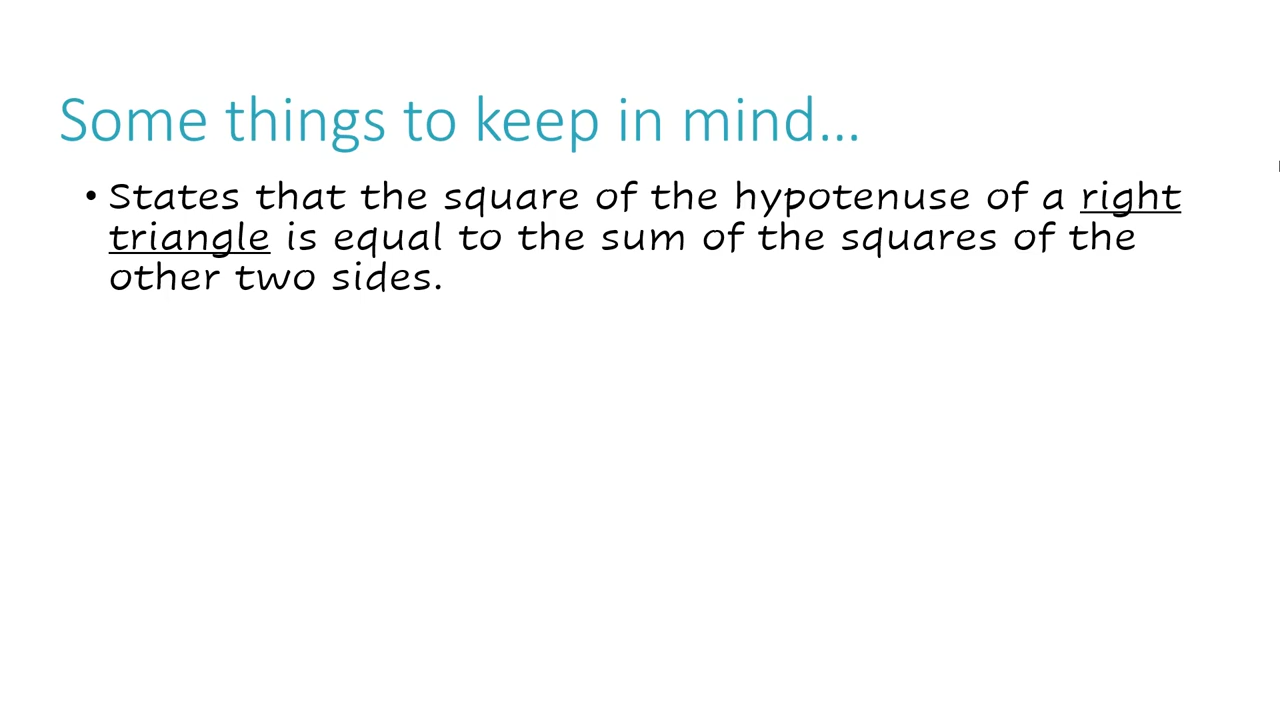 Some things to keep in mind...
• States that the square of the hypotenuse of a right
triangle is equal to the sum of the squares of the
other two sides.